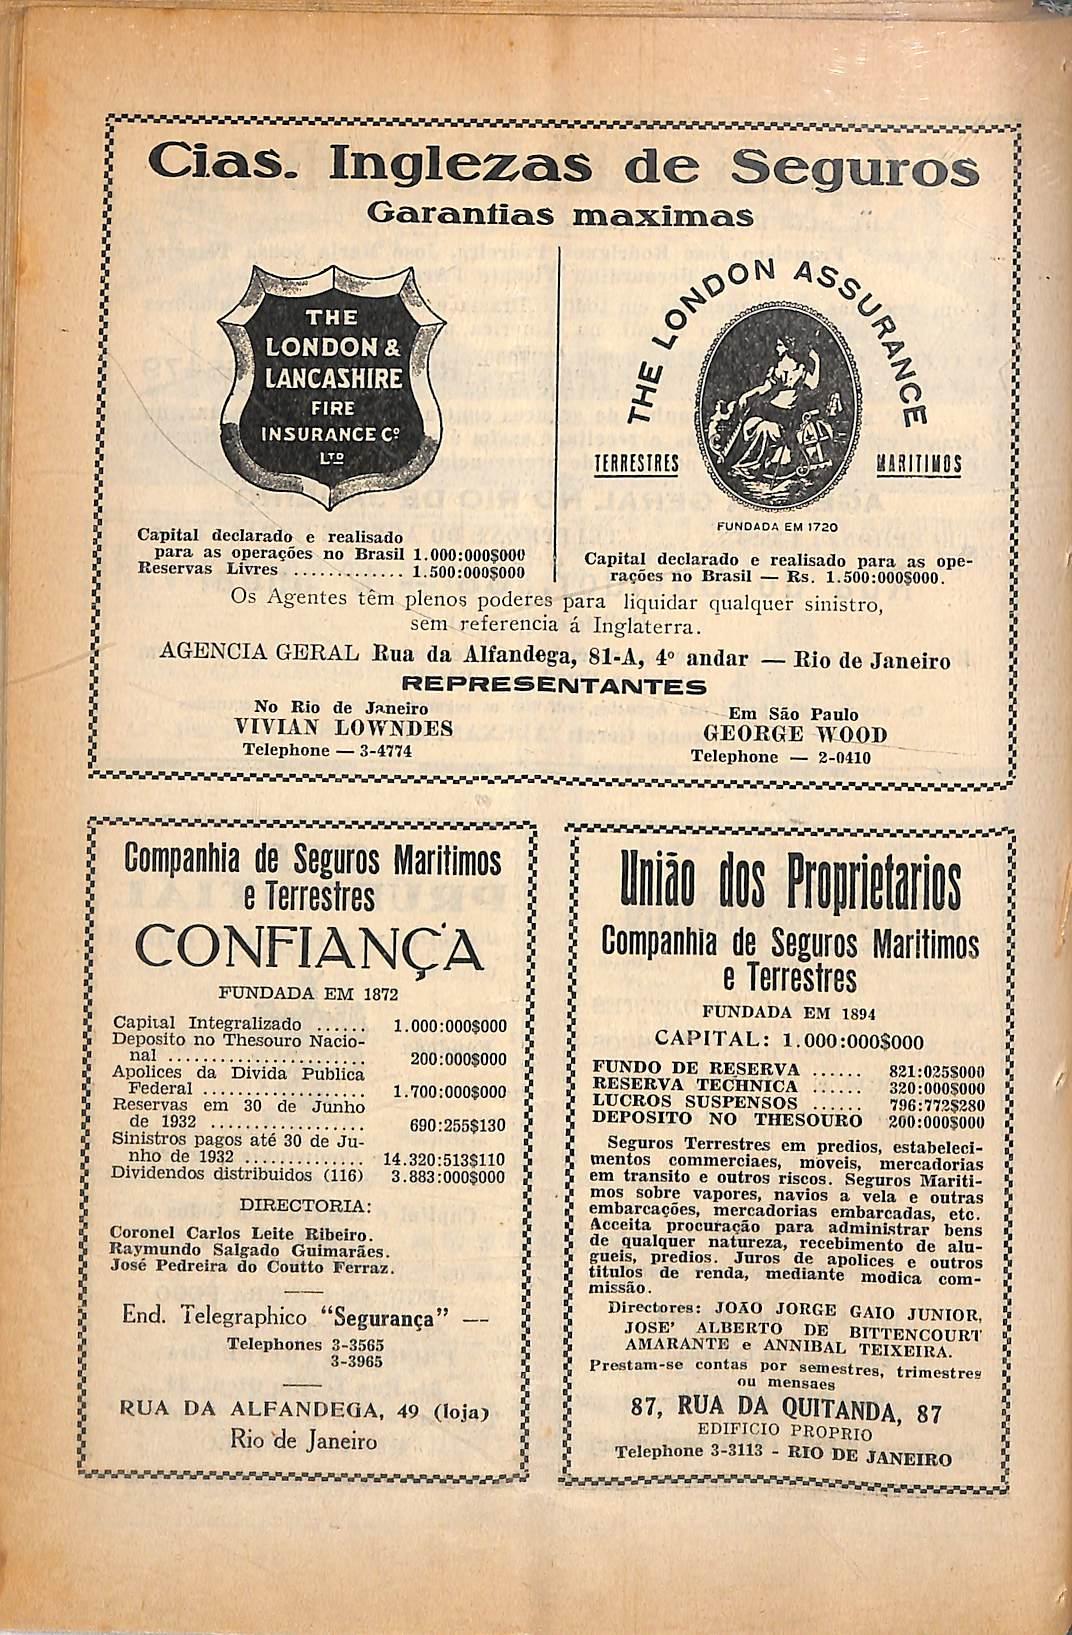 Cias. Inglezas de Seguros
Garantias maximas
THE
LONDON &
LANCASHIRE
FIRE
INSURANCE Cº
LTD
Capital declarado e realisado
para as operações no Brasil 1.000:000$000
Reservas Livres ............. 1.500:000$000
THE LONDON ASSURANCE
TERRESTRES
MARITIMOS
FUNDADA EM 1720
Capital declarado e realisado para as ope-
rações no Brasil — Rs. 1.500:000$000.
Os Agentes têm plenos poderes para liquidar qualquer sinistro,
sem referencia á Inglaterra.
AGENCIA GERAL Rua da Alfandega, 81-A, 4º andar — Rio de Janeiro
REPRESENTANTES
No Rio de Janeiro
VIVIAN LOWNDES
Telephone — 3-4774
Em São Paulo
GEORGE WOOD
Telephone — 2-0410
Companhia de Seguros Maritimos
e Terrestres
CONFIANÇA
FUNDADA EM 1872
Capital Integralizado ...... 1.000:000$000
Deposito no Thesouro Nacio-
nal ...................... 200:000$000
Apolices da Divida Publica
Federal .................. 1.700:000$000
Reservas em 30 de Junho
de 1932 .................. 690:255$130
Sinistros pagos até 30 de Ju-
nho de 1932 .............. 14.320:513$110
Dividendos distribuidos (116) 3.883:000$000
DIRECTORIA:
Coronel Carlos Leite Ribeiro.
Raymundo Salgado Guimarães.
José Pedreira do Coutto Ferraz.
End. Telegraphico "Segurança" —
Telephones 3-3565
3-3965
RUA DA ALFANDEGA, 49 (loja)
Rio de Janeiro
União dos Proprietarios
Companhia de Seguros Maritimos
e Terrestres
FUNDADA EM 1894
CAPITAL: 1.000:000$000
FUNDO DE RESERVA ...... 821:025$000
RESERVA TECHNICA ...... 320:000$000
LUCROS SUSPENSOS ...... 796:772$280
DEPOSITO NO THESOURO 200:000$000
Seguros Terrestres em predios, estabeleci-
mentos commerciaes, moveis, mercadorias
em transito e outros riscos. Seguros Mariti-
mos sobre vapores, navios a vela e outras
embarcações, mercadorias embarcadas, etc.
Acceita procuração para administrar bens
de qualquer natureza, recebimento de alu-
gueis, predios. Juros de apolices e outros
titulos de renda, mediante modica com-
missão.
Directores: JOÃO JORGE GAIO JUNIOR,
JOSE' ALBERTO DE BITTENCOURT
AMARANTE e ANNIBAL TEIXEIRA.
Prestam-se contas por semestres, trimestres
ou mensaes
87, RUA DA QUITANDA, 87
EDIFICIO PROPRIO
Telephone 3-3113 - RIO DE JANEIRO